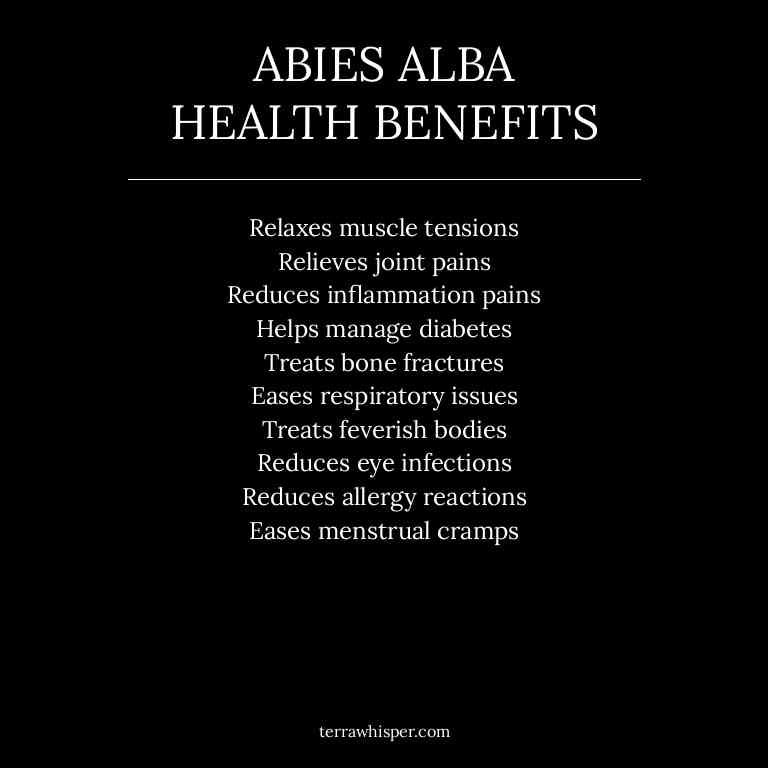 ABIES ALBA
HEALTH BENEFITS
Relaxes muscle tensions
Relieves joint pains
Reduces inflammation pains
Helps manage diabetes
Treats bone fractures
Eases respiratory issues
Treats feverish bodies
Reduces eye infections
Reduces allergy reactions
Eases menstrual cramps
terrawhisper.com